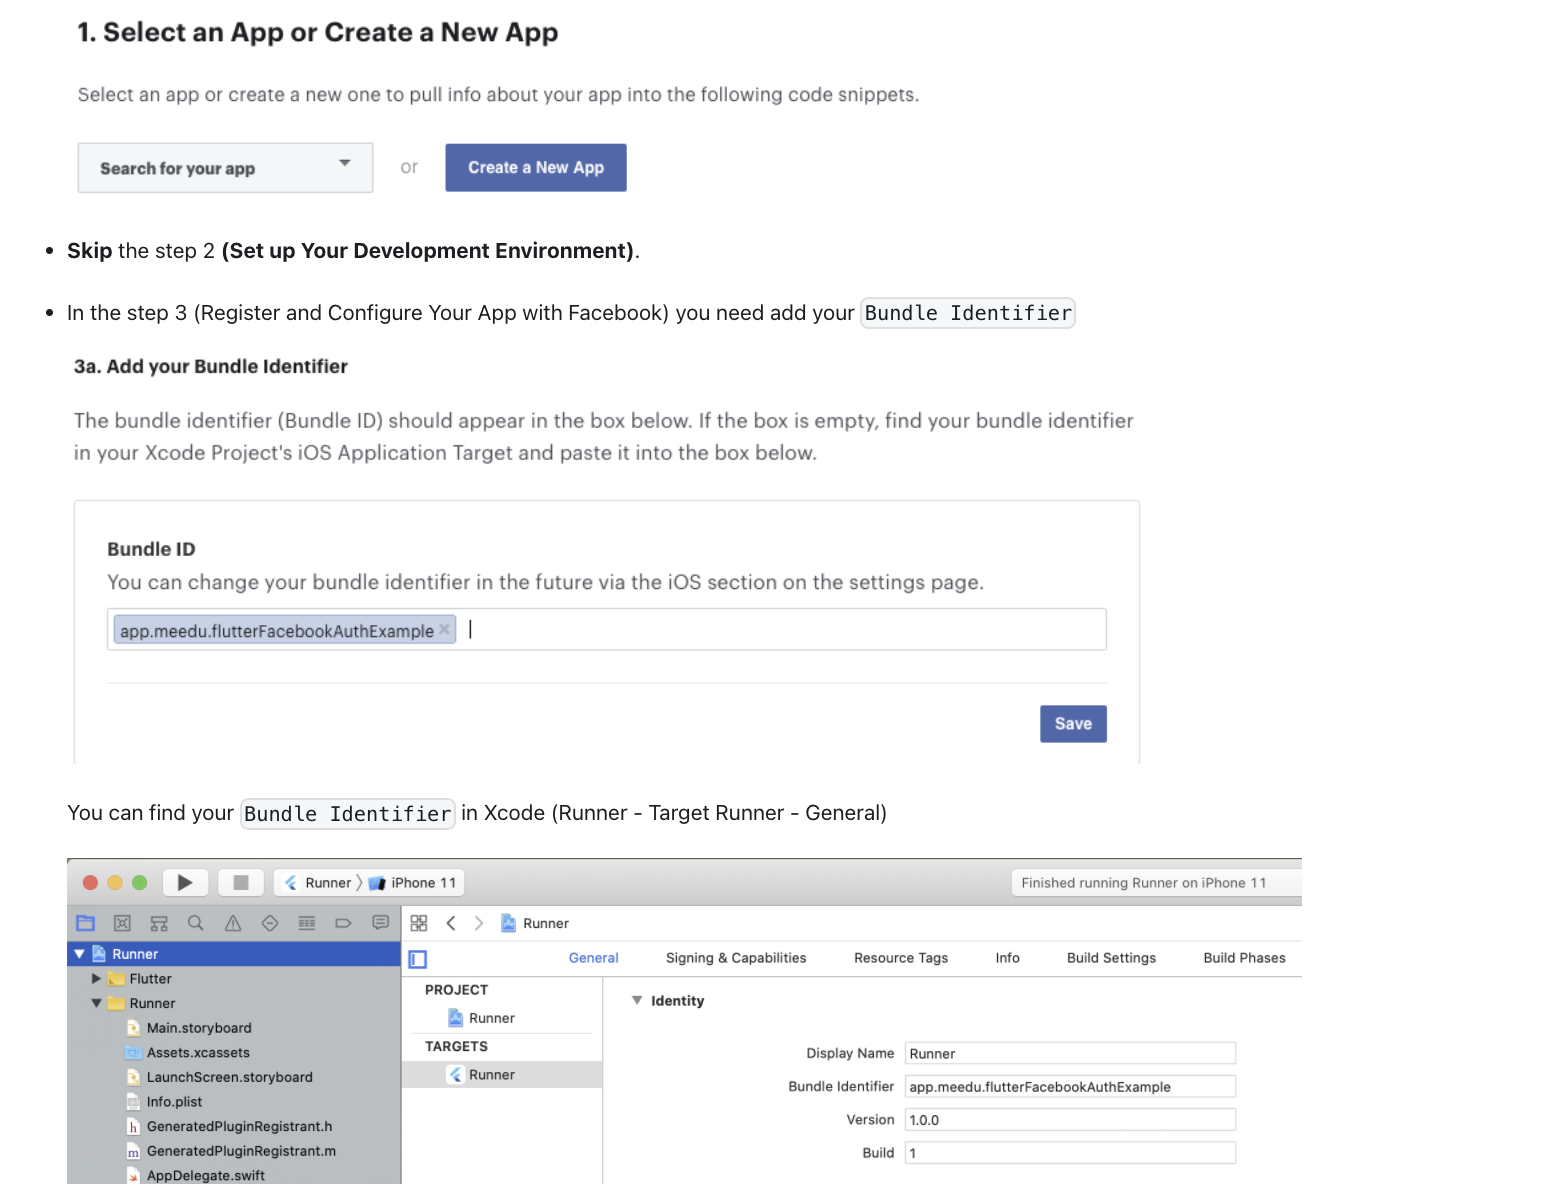 1. Select an App or Create a New App
Select an app or create a new one to pull info about your app into the following code snippets.
Search for your app or Create a New App
• Skip the step 2 (Set up Your Development Environment).
• In the step 3 (Register and Configure Your App with Facebook) you need add your Bundle Identifier
3a. Add your Bundle Identifier
The bundle identifier (Bundle ID) should appear in the box below. If the box is empty, find your bundle identifier
in your Xcode Project's iOS Application Target and paste it into the box below.
Bundle ID
You can change your bundle identifier in the future via the iOS section on the settings page.
app.meedu.flutterFacebookAuthExample
Save
You can find your Bundle Identifier in Xcode (Runner - Target Runner - General)
Runner iPhone 11
Finished running Runner on iPhone 11
Runner
Runner
Flutter
Runner
Main.storyboard
Assets.xcassets
LaunchScreen.storyboard
Info.plist
GeneratedPluginRegistrant.h
GeneratedPluginRegistrant.m
AppDelegate.swift
General Signing & Capabilities Resource Tags Info Build Settings Build Phases
PROJECT
Runner
TARGETS
Runner
Identity
Display Name Runner
Bundle Identifier app.meedu.flutterFacebookAuthExample
Version 1.0.0
Build 1